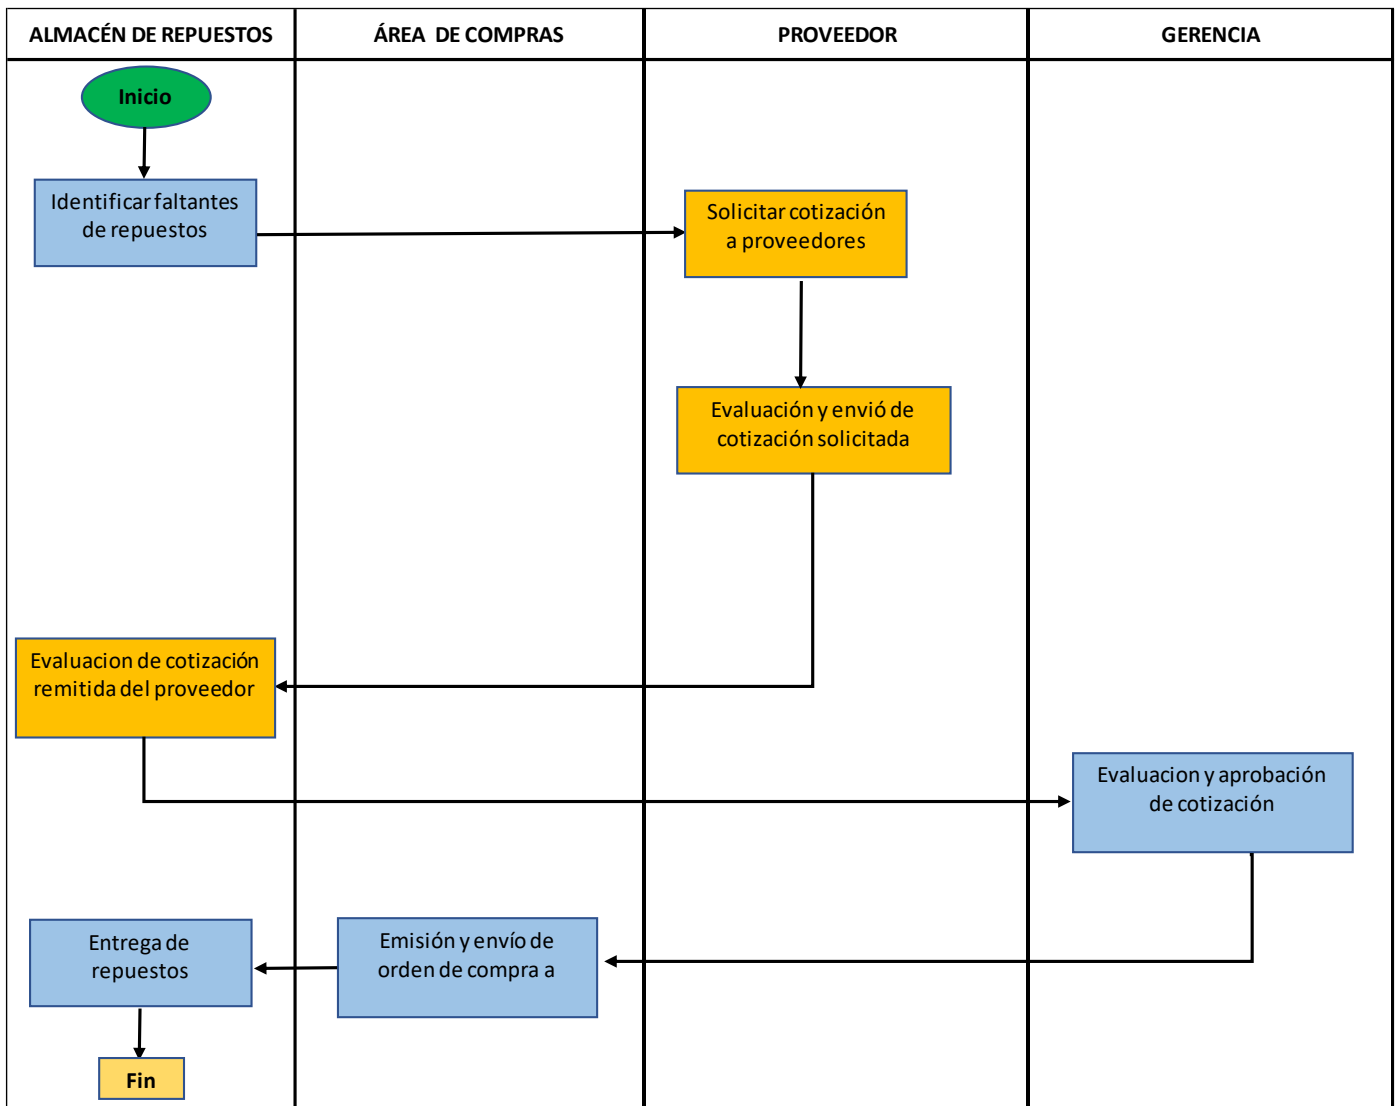 ALMACÉN DE REPUESTOS
ÁREA DE COMPRAS
PROVEEDOR
GERENCIA
Inicio
Identificar faltantes
de repuestos
Solicitar cotización
a proveedores
Evaluación y envió de
cotización solicitada
Evaluacion de cotización
remitida del proveedor
Evaluacion y aprobación
de cotización
Emisión y envío de
orden de compra a
Entrega de
repuestos
Fin